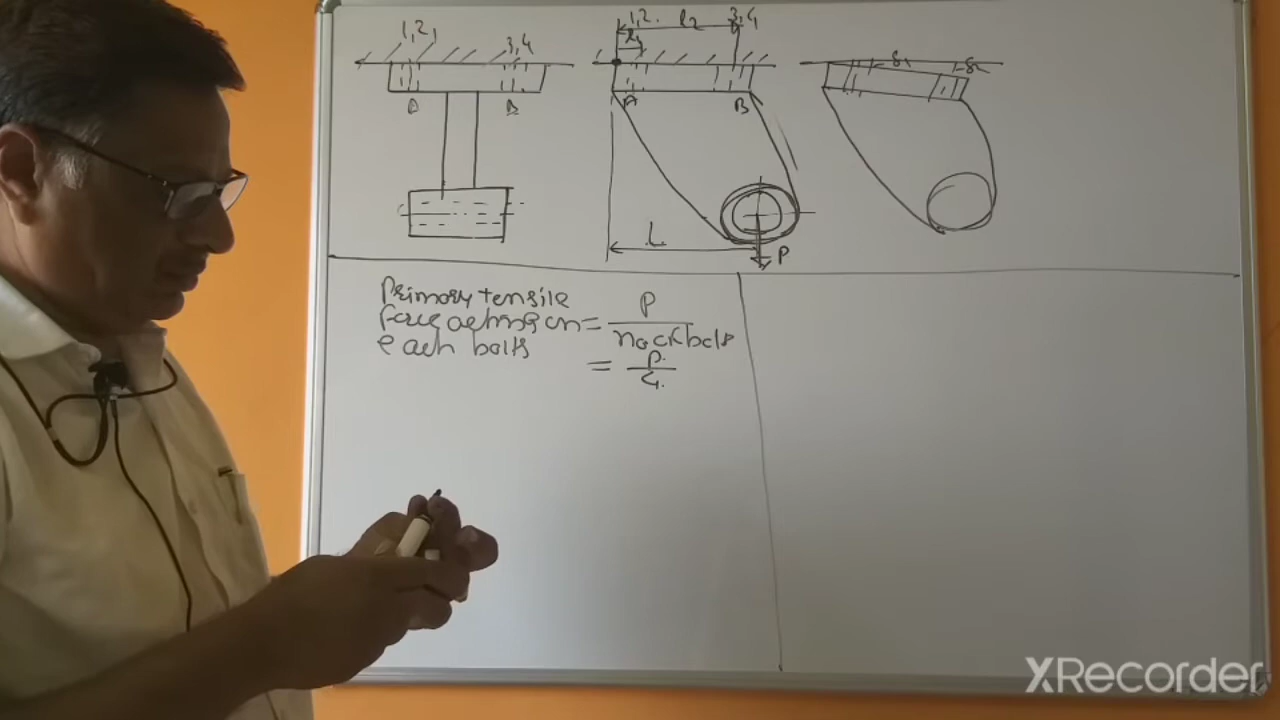 1,2,
3,4
A
B
1,2.
l2
3,4
l1
A
B
L
P
δ1
δ2
Primary tensile
force acting on = P
no of bolts
each bolts
= P
4.
XRecorder